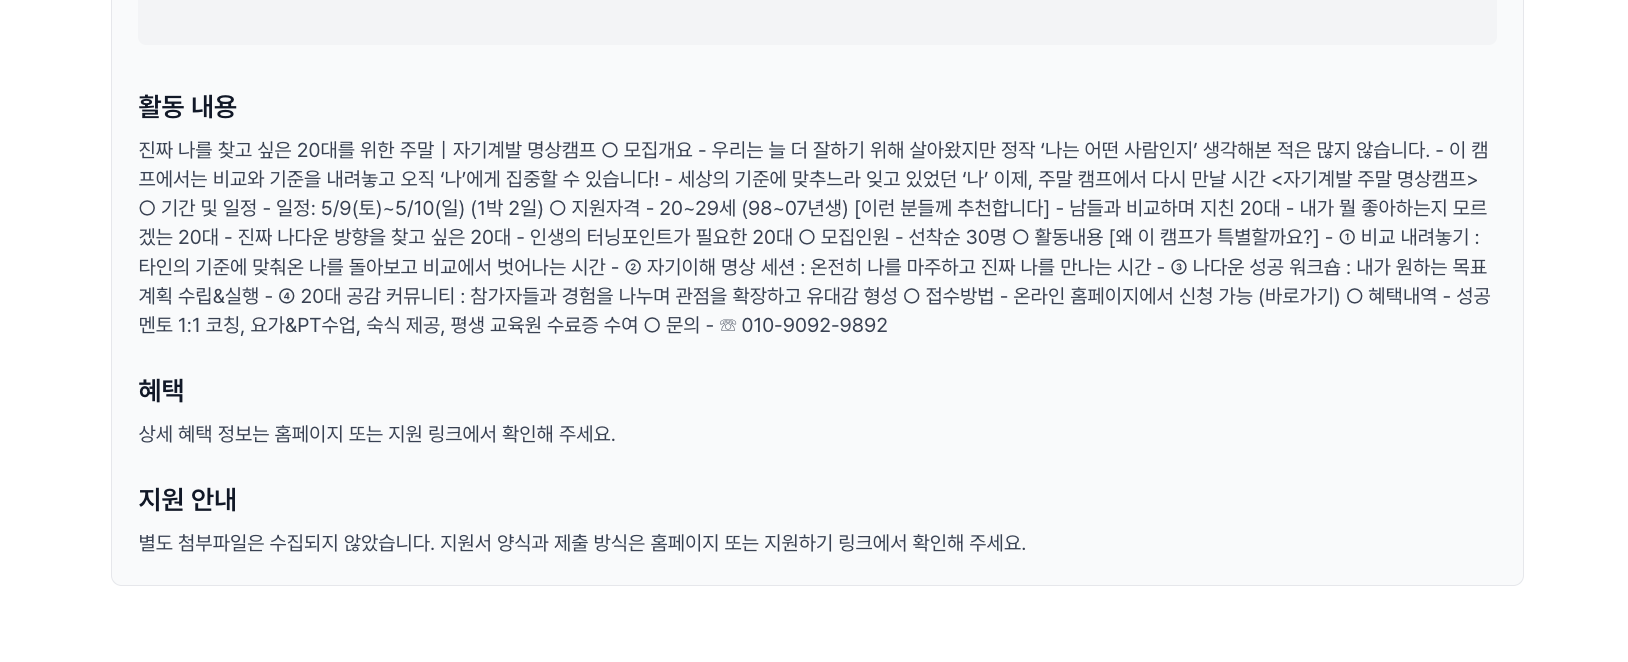 활동 내용
진짜 나를 찾고 싶은 20대를 위한 주말 | 자기계발 명상캠프 ○ 모집개요 - 우리는 늘 더 잘하기 위해 살아왔지만 정작 ‘나는 어떤 사람인지’ 생각해본 적은 많지 않습니다. - 이 캠
프에서는 비교와 기준을 내려놓고 오직 ‘나’에게 집중할 수 있습니다! - 세상의 기준에 맞추느라 잊고 있었던 ‘나’ 이제, 주말 캠프에서 다시 만날 시간 <자기계발 주말 명상캠프>
○ 기간 및 일정 - 일정: 5/9(토)~5/10(일) (1박 2일) ○ 지원자격 - 20~29세 (98~07년생) [이런 분들께 추천합니다] - 남들과 비교하며 지친 20대 - 내가 뭘 좋아하는지 모르
겠는 20대 - 진짜 나다운 방향을 찾고 싶은 20대 - 인생의 터닝포인트가 필요한 20대 ○ 모집인원 - 선착순 30명 ○ 활동내용 [왜 이 캠프가 특별할까요?] - ① 비교 내려놓기 :
타인의 기준에 맞춰온 나를 돌아보고 비교에서 벗어나는 시간 - ② 자기이해 명상 세션 : 온전히 나를 마주하고 진짜 나를 만나는 시간 - ③ 나다운 성공 워크숍 : 내가 원하는 목표
계획 수립&실행 - ④ 20대 공감 커뮤니티 : 참가자들과 경험을 나누며 관점을 확장하고 유대감 형성 ○ 접수방법 - 온라인 홈페이지에서 신청 가능 (바로가기) ○ 혜택내역 - 성공
멘토 1:1 코칭, 요가&PT수업, 숙식 제공, 평생 교육원 수료증 수여 ○ 문의 - ☏ 010-9092-9892
혜택
상세 혜택 정보는 홈페이지 또는 지원 링크에서 확인해 주세요.
지원 안내
별도 첨부파일은 수집되지 않았습니다. 지원서 양식과 제출 방식은 홈페이지 또는 지원하기 링크에서 확인해 주세요.